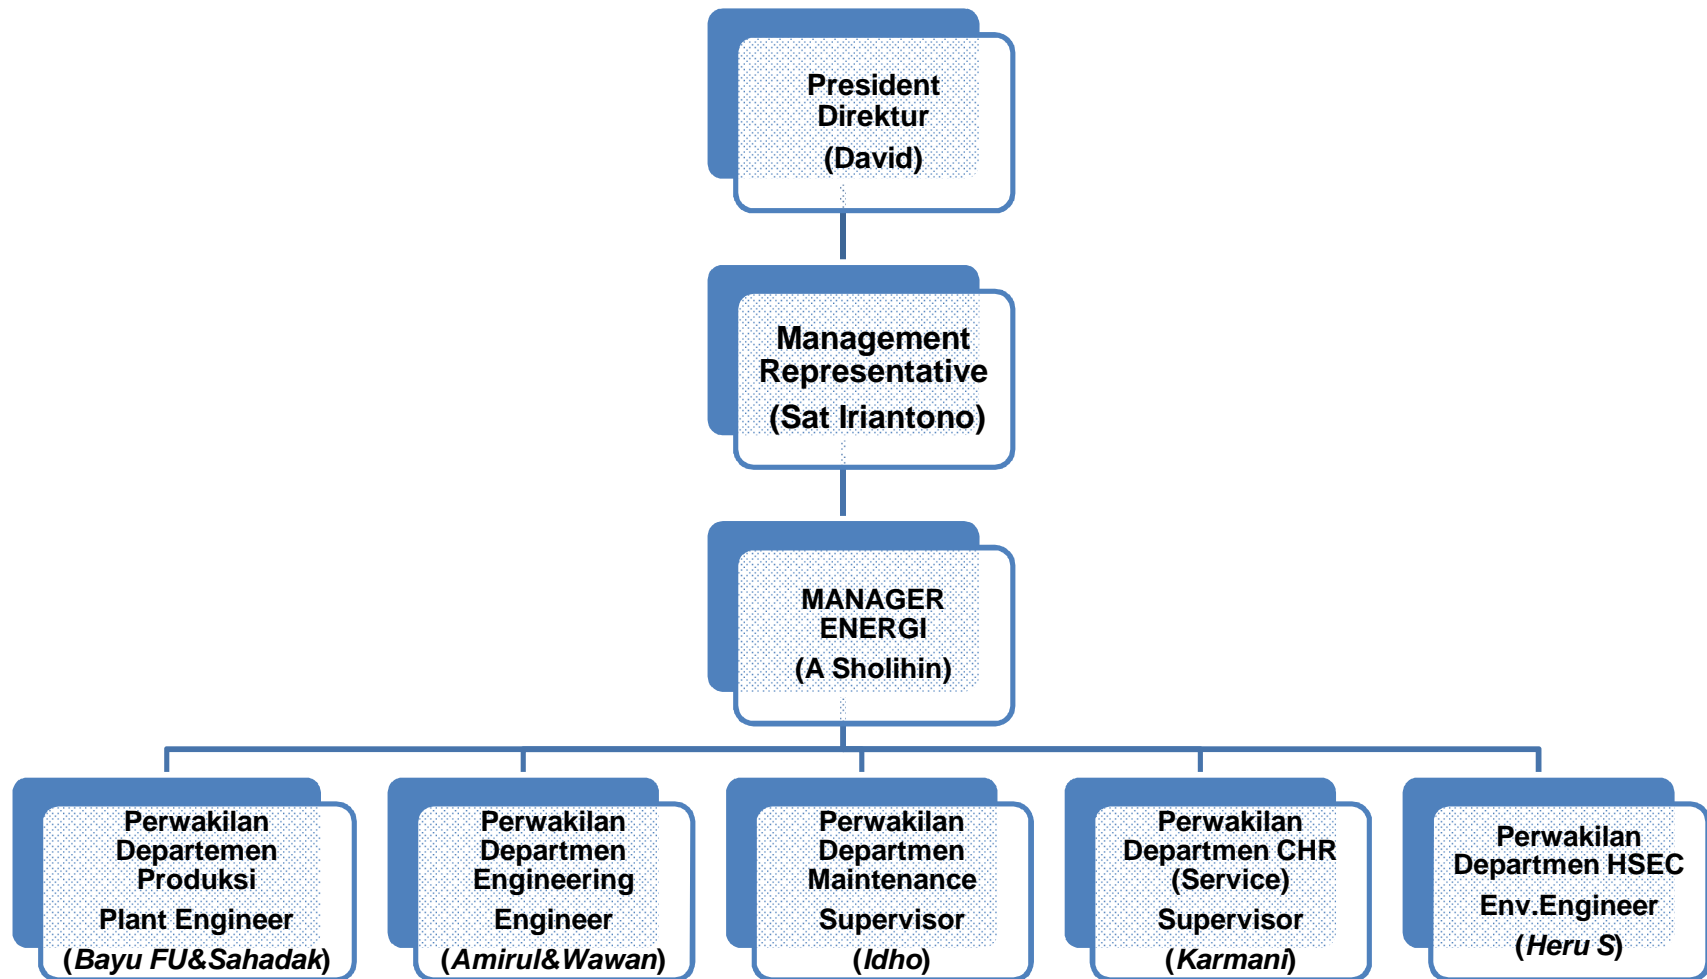 President
Direktur
(David)
Management
Representative
(Sat Iriantono)
MANAGER
ENERGI
(A Sholihin)
Perwakilan
Departemen
Produksi
Plant Engineer
(Bayu FU&Sahadak)
Perwakilan
Departmen
Engineering
Engineer
(Amirul&Wawan)
Perwakilan
Departmen
Maintenance
Supervisor
(Idho)
Perwakilan
Departmen CHR
(Service)
Supervisor
(Karmani)
Perwakilan
Departmen HSEC
Env.Engineer
(Heru S)